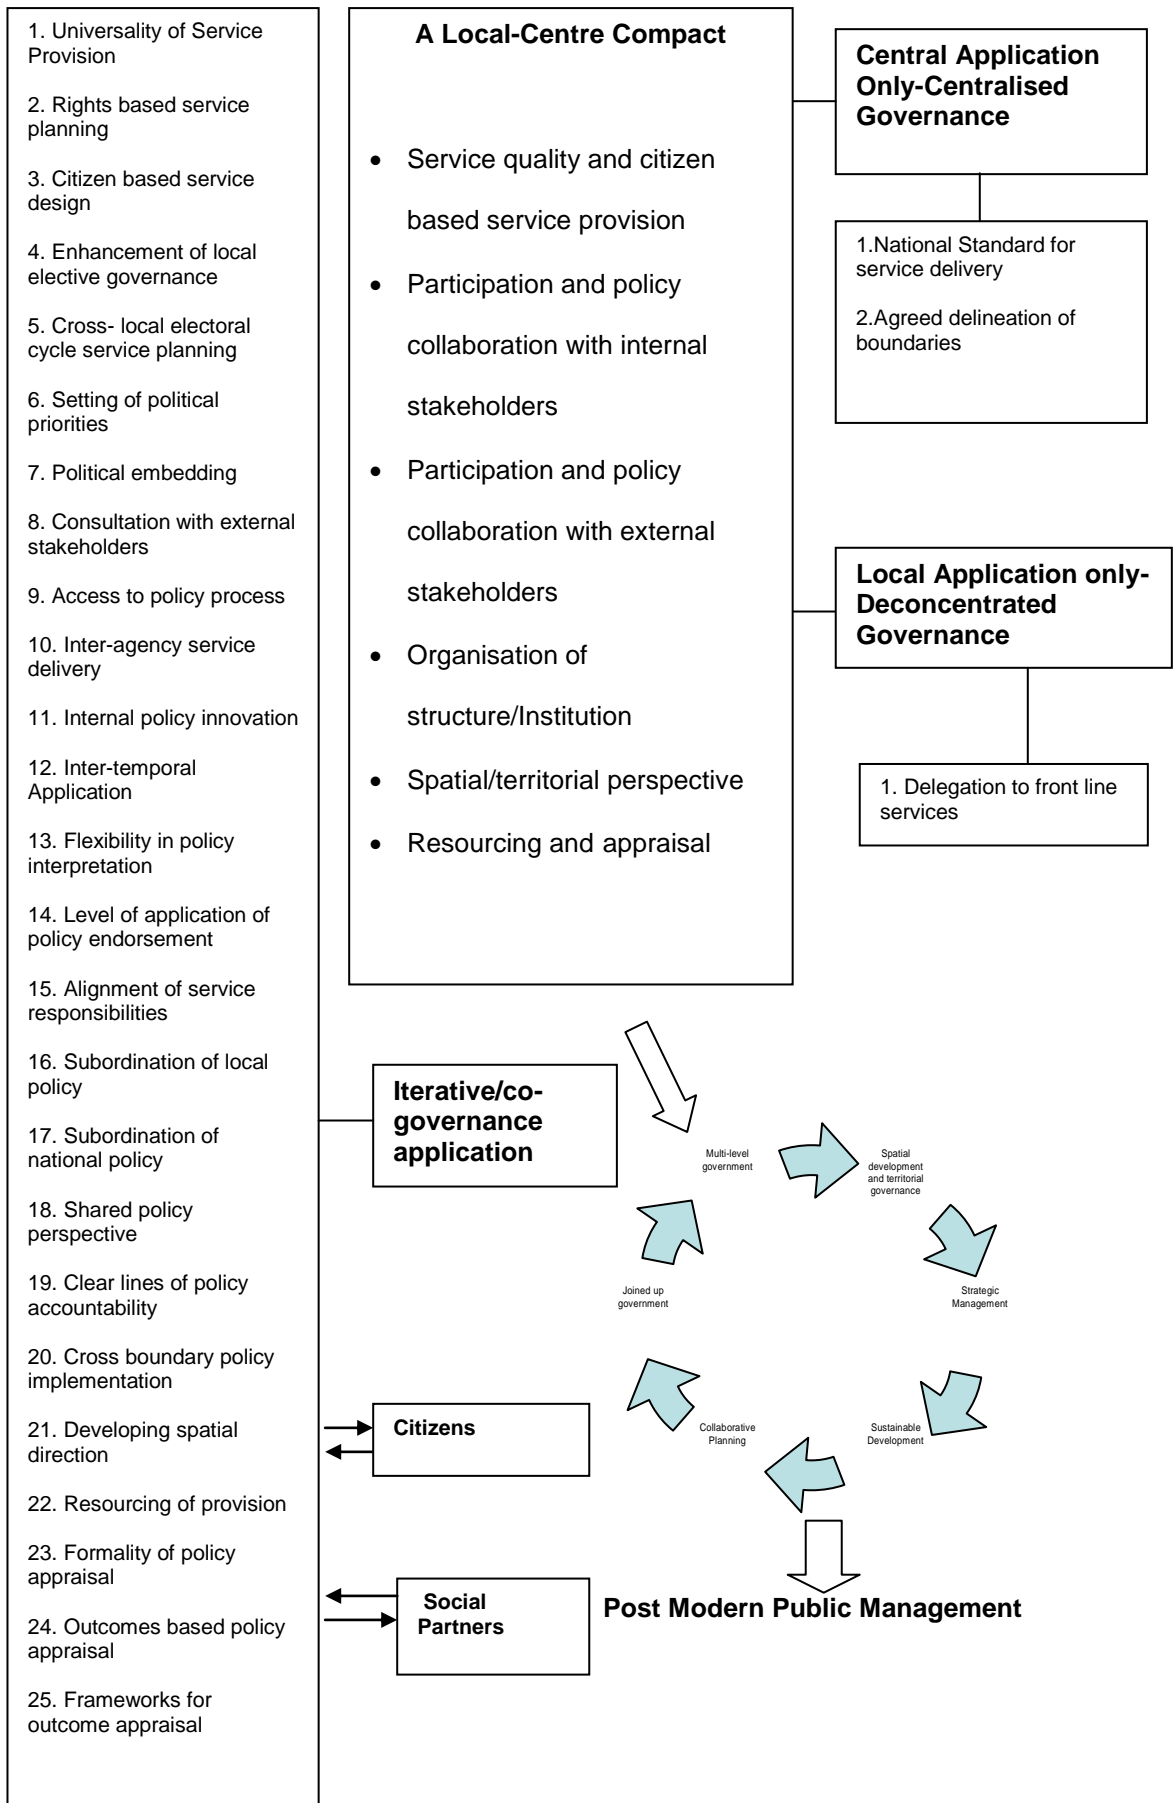 1. Universality of Service
Provision
2. Rights based service
planning
3. Citizen based service
design
4. Enhancement of local
elective governance
5. Cross- local electoral
cycle service planning
6. Setting of political
priorities
7. Political embedding
8. Consultation with external
stakeholders
9. Access to policy process
10. Inter-agency service
delivery
11. Internal policy innovation
12. Inter-temporal
Application
13. Flexibility in policy
interpretation
14. Level of application of
policy endorsement
15. Alignment of service
responsibilities
16. Subordination of local
policy
17. Subordination of
national policy
18. Shared policy
perspective
19. Clear lines of policy
accountability
20. Cross boundary policy
implementation
21. Developing spatial
direction
22. Resourcing of provision
23. Formality of policy
appraisal
24. Outcomes based policy
appraisal
25. Frameworks for
outcome appraisal
A Local-Centre Compact
• Service quality and citizen
based service provision
• Participation and policy
collaboration with internal
stakeholders
• Participation and policy
collaboration with external
stakeholders
• Organisation of
structure/Institution
• Spatial/territorial perspective
• Resourcing and appraisal
Central Application
Only-Centralised
Governance
1.National Standard for
service delivery
2.Agreed delineation of
boundaries
Local Application only-
Deconcentrated
Governance
1. Delegation to front line
services
Iterative/co-
governance
application
Multi-level
government
Spatial
development
and territorial
governance
Strategic
Management
Sustainable
Development
Collaborative
Planning
Joined up
government
Citizens
Social
Partners
Post Modern Public Management